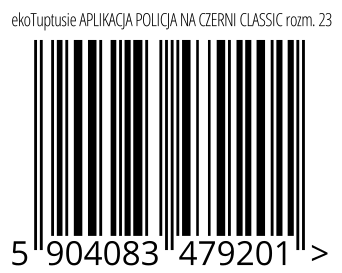 ekoTuptusie APLIKACJA POLICJA NA CZERNI CLASSIC rozm. 23
5 904083 479201 >